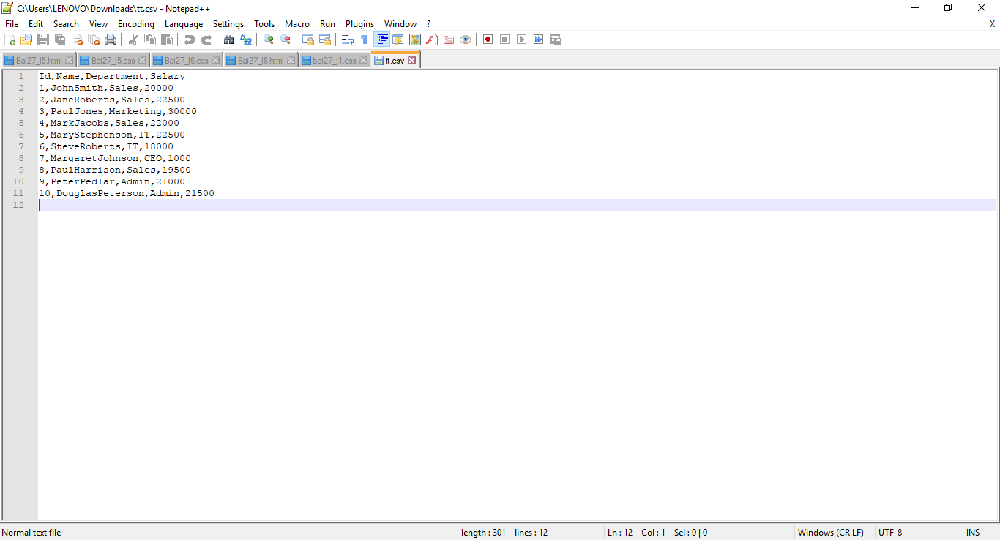 C:\Users\LENOVO\Downloads\tt.csv - Notepad++
File Edit Search View Encoding Language Settings Tools Macro Run Plugins Window ? X
Bai27_l5.html Bai27_l5.css Bai27_l6.css Bai27_l6.html bai27_l1.css tt.csv
1 Id,Name,Department,Salary
2 1,JohnSmith,Sales,20000
3 2,JaneRoberts,Sales,22500
4 3,PaulJones,Marketing,30000
5 4,MarkJacobs,Sales,22000
6 5,MaryStephenson,IT,22500
7 6,SteveRoberts,IT,18000
8 7,MargaretJohnson,CEO,1000
9 8,PaulHarrison,Sales,19500
10 9,PeterPedlar,Admin,21000
11 10,DouglasPeterson,Admin,21500
12
Normal text file length : 301 lines : 12 Ln : 12 Col : 1 Sel : 0 | 0 Windows (CR LF) UTF-8 INS